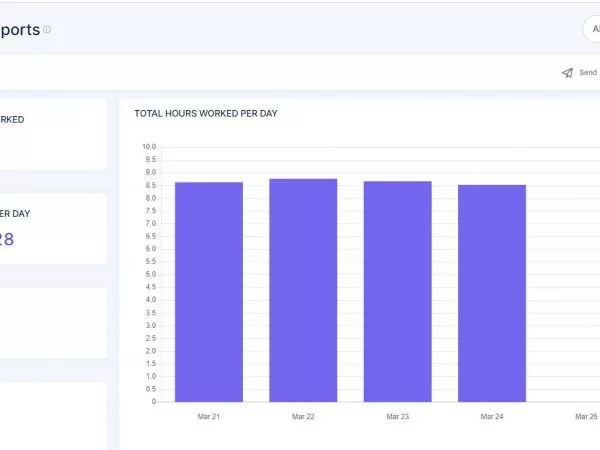 ports
Send
RKED
ER DAY
28
TOTAL HOURS WORKED PER DAY
10.0
9.5
9.0
8.5
8.0
7.5
7.0
6.5
6.0
5.5
5.0
4.5
4.0
3.5
3.0
2.5
2.0
1.5
1.0
0.5
0
Mar 21
Mar 22
Mar 23
Mar 24
Mar 25